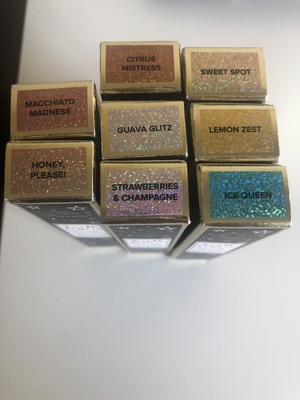 CITRUS
MISTRESS
SWEET SPOT
MACCHIATO
MADNESS
GUAVA GLITZ
LEMON ZEST
HONEY,
PLEASE!
STRAWBERRIES
& CHAMPAGNE
ICE QUEEN